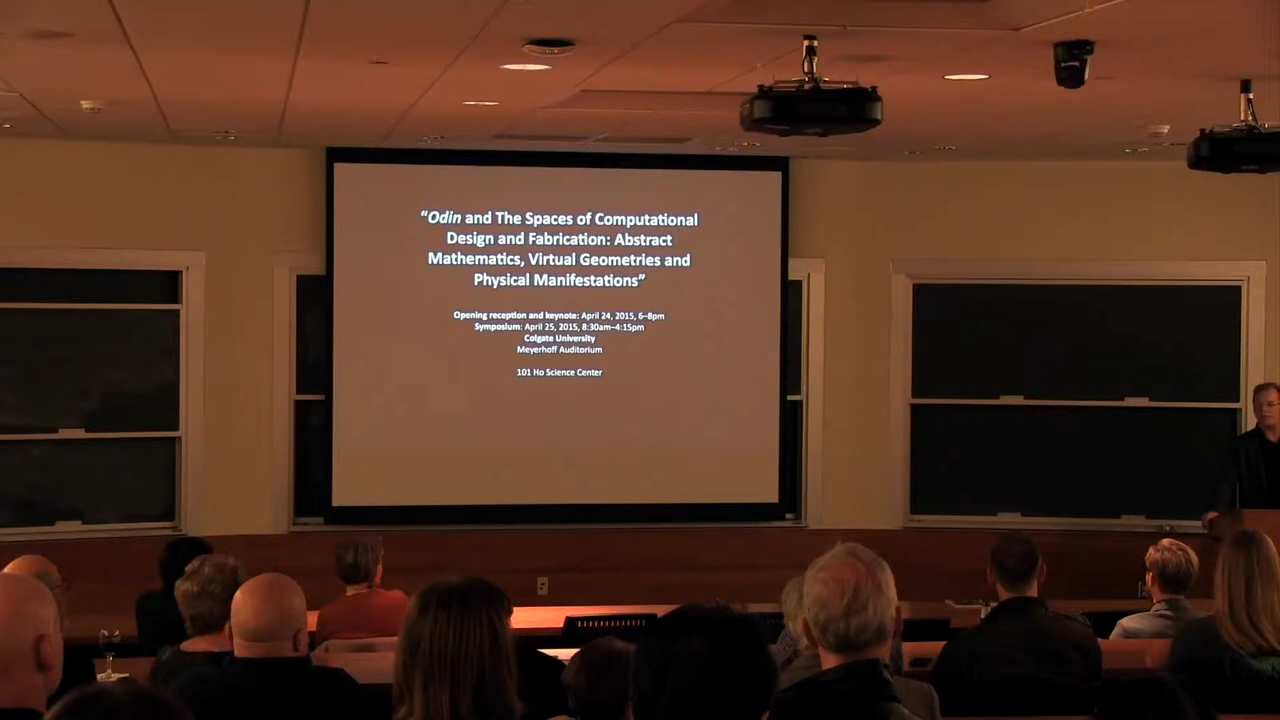 “Odin and The Spaces of Computational
Design and Fabrication: Abstract
Mathematics, Virtual Geometries and
Physical Manifestations”
Opening reception and keynote: April 24, 2015, 6–8pm
Symposium: April 25, 2015, 8:30am–4:15pm
Colgate University
Meyerhoff Auditorium
101 Ho Science Center